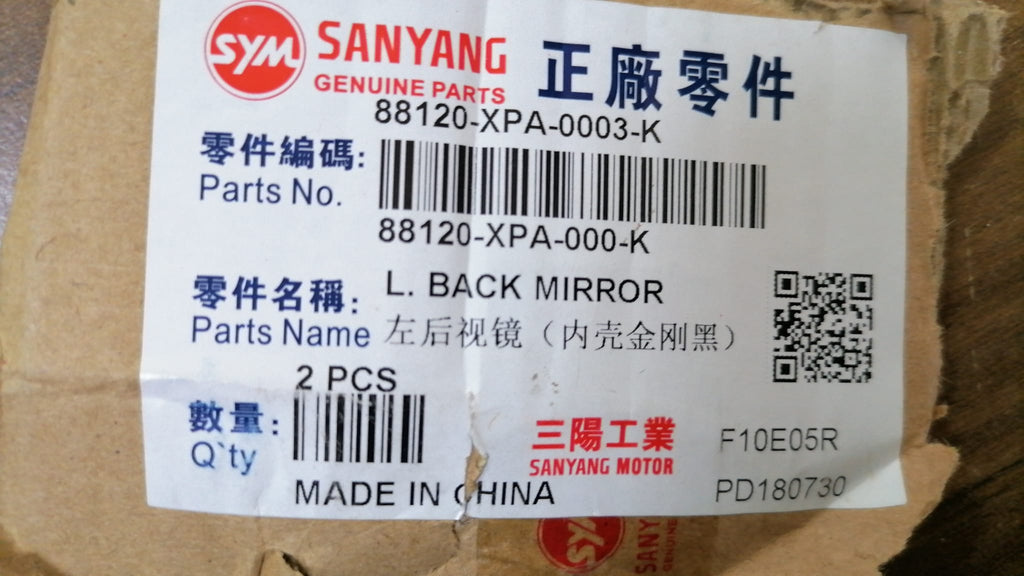 SYM SANYANG 正廠零件
GENUINE PARTS
88120-XPA-0003-K
零件編碼:
Parts No.
88120-XPA-000-K
零件名稱:
L. BACK MIRROR
Parts Name 左后视镜（内壳金刚黑）
2 PCS
數量:
Q`ty
三陽工業 F10E05R
SANYANG MOTOR
MADE IN CHINA PD180730
SYM
SANYANG
GENUINE